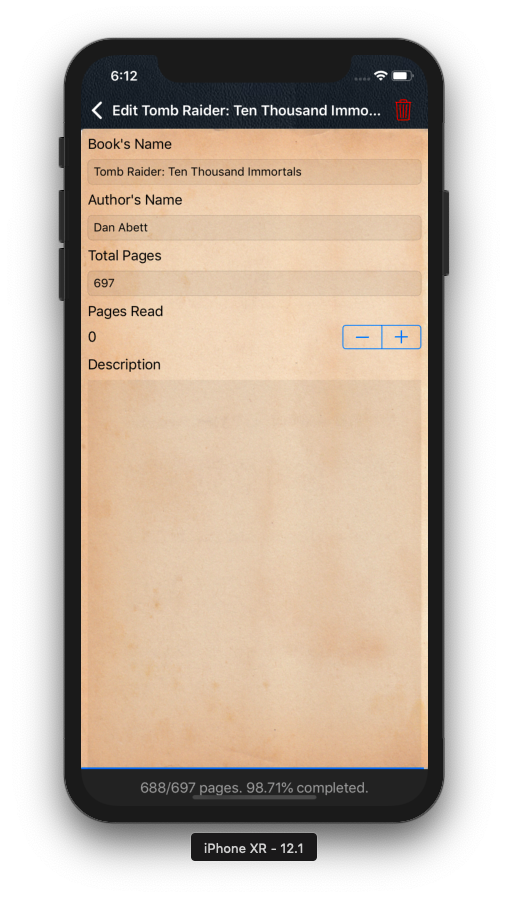 6:12
Edit Tomb Raider: Ten Thousand Immo...
Book's Name
Tomb Raider: Ten Thousand Immortals
Author's Name
Dan Abett
Total Pages
697
Pages Read
0
Description
688/697 pages. 98.71% completed.
iPhone XR - 12.1